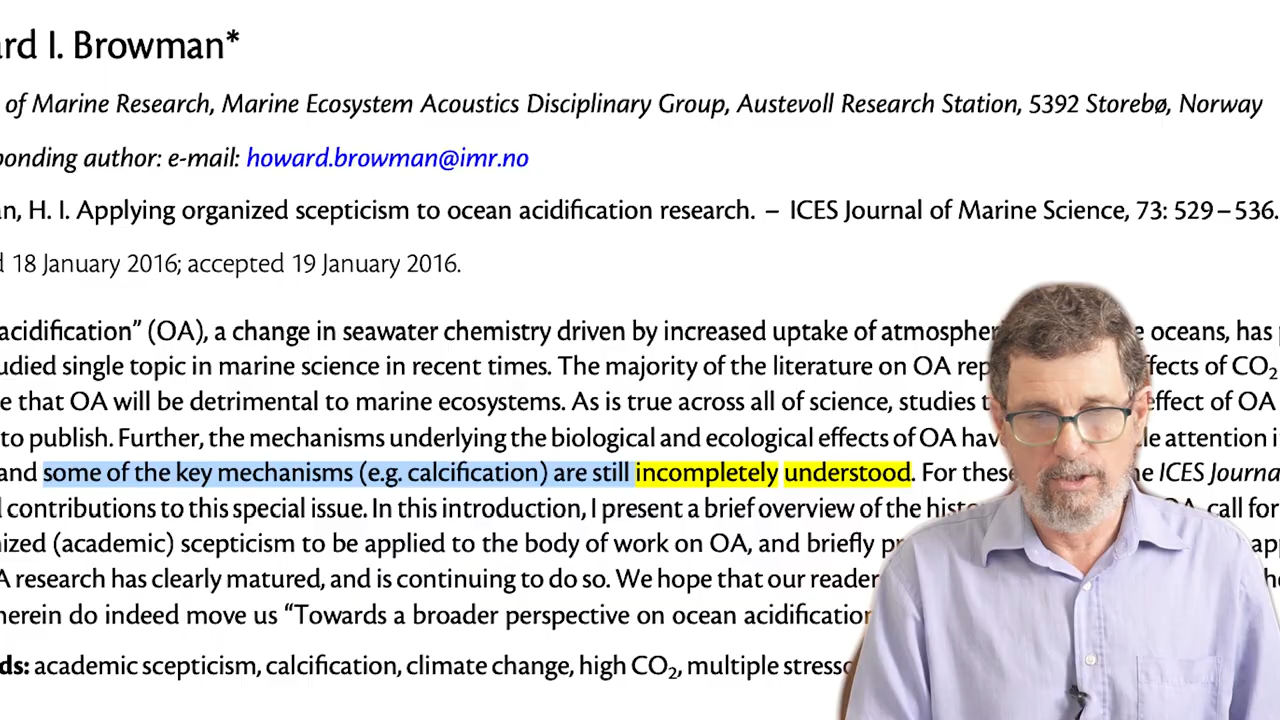 ard I. Browman*
of Marine Research, Marine Ecosystem Acoustics Disciplinary Group, Austevoll Research Station, 5392 Storebø, Norway
ponding author: e-mail: howard.browman@imr.no
an, H. I. Applying organized scepticism to ocean acidification research. – ICES Journal of Marine Science, 73: 529–536.
d 18 January 2016; accepted 19 January 2016.
acidification” (OA), a change in seawater chemistry driven by increased uptake of atmospher e oceans, has
udied single topic in marine science in recent times. The majority of the literature on OA rep ffects of CO₂
e that OA will be detrimental to marine ecosystems. As is true across all of science, studies effect of OA
to publish. Further, the mechanisms underlying the biological and ecological effects of OA hav le attention
and some of the key mechanisms (e.g. calcification) are still incompletely understood. For these he ICES Journa
contributions to this special issue. In this introduction, I present a brief overview of the histo OA, call for
ized (academic) scepticism to be applied to the body of work on OA, and briefly pr app
A research has clearly matured, and is continuing to do so. We hope that our reader
herein do indeed move us “Towards a broader perspective on ocean acidification
ds: academic scepticism, calcification, climate change, high CO₂, multiple stresso